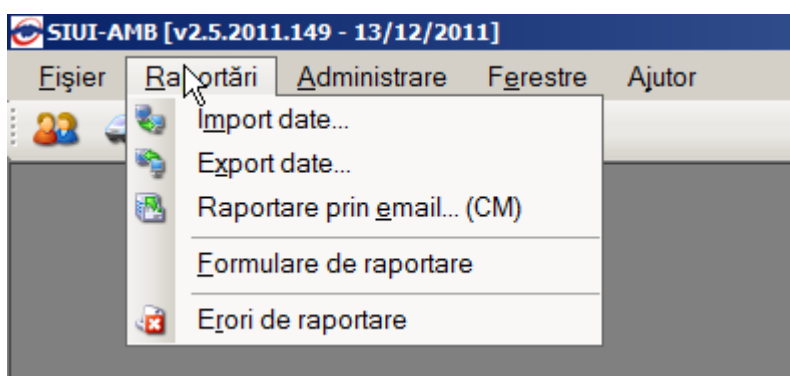 SIUI-AMB [v2.5.2011.149 - 13/12/2011]
Fişier Raportări Administrare Ferestre Ajutor
Import date...
Export date...
Raportare prin email... (CM)
Formulare de raportare
Erori de raportare